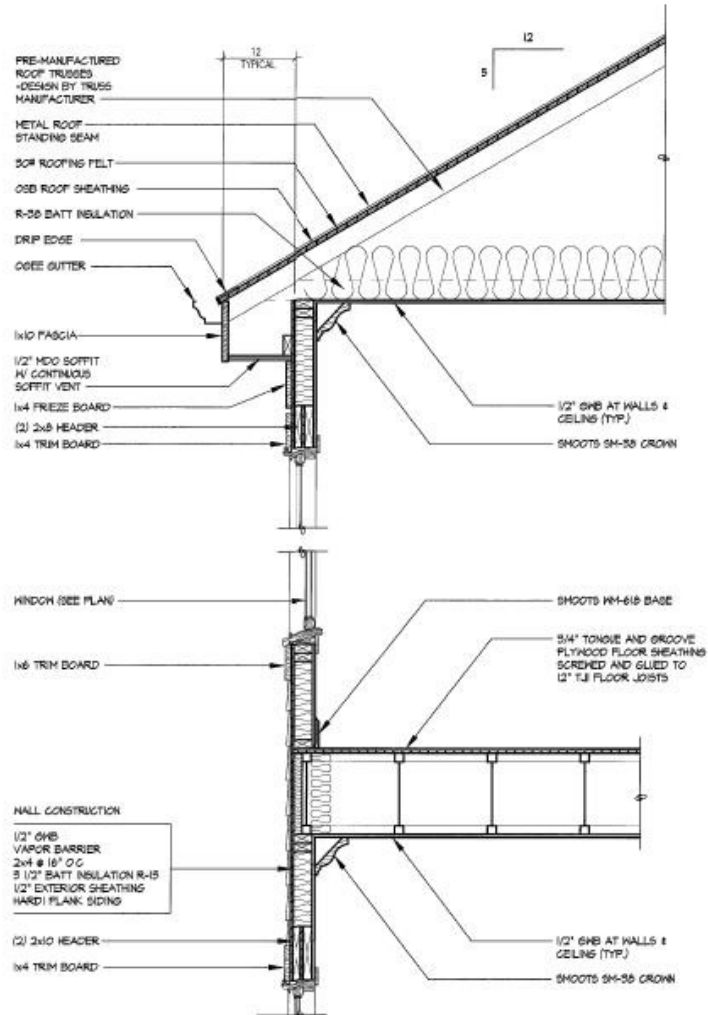 12
TYPICAL
12
9
PRE-MANUFACTURED
ROOF TRUSSES
-DESIGN BY TRUSS
MANUFACTURER
METAL ROOF
STANDING SEAM
30# ROOFING FELT
OSB ROOF SHEATHING
R-38 BATT INSULATION
DRIP EDGE
OGEE GUTTER
1x10 FASCIA
1/2" MDO SOFFIT
W/ CONTINUOUS
SOFFIT VENT
1x4 FRIEZE BOARD
(2) 2x8 HEADER
1x4 TRIM BOARD
1/2" GWB AT WALLS &
CEILING (TYP.)
SMOOTS SM-38 CROWN
WINDOW (SEE PLAN)
1x6 TRIM BOARD
SMOOTS WM-618 BASE
3/4" TONGUE AND GROOVE
PLYWOOD FLOOR SHEATHING
SCREWED AND GLUED TO
12" TJI FLOOR JOISTS
WALL CONSTRUCTION
1/2" GWB
VAPOR BARRIER
2x4 @ 16" O.C
3 1/2" BATT INSULATION R-13
1/2" EXTERIOR SHEATHING
HARDI PLANK SIDING
(2) 2x10 HEADER
1x4 TRIM BOARD
1/2" GWB AT WALLS &
CEILING (TYP.)
SMOOTS SM-38 CROWN